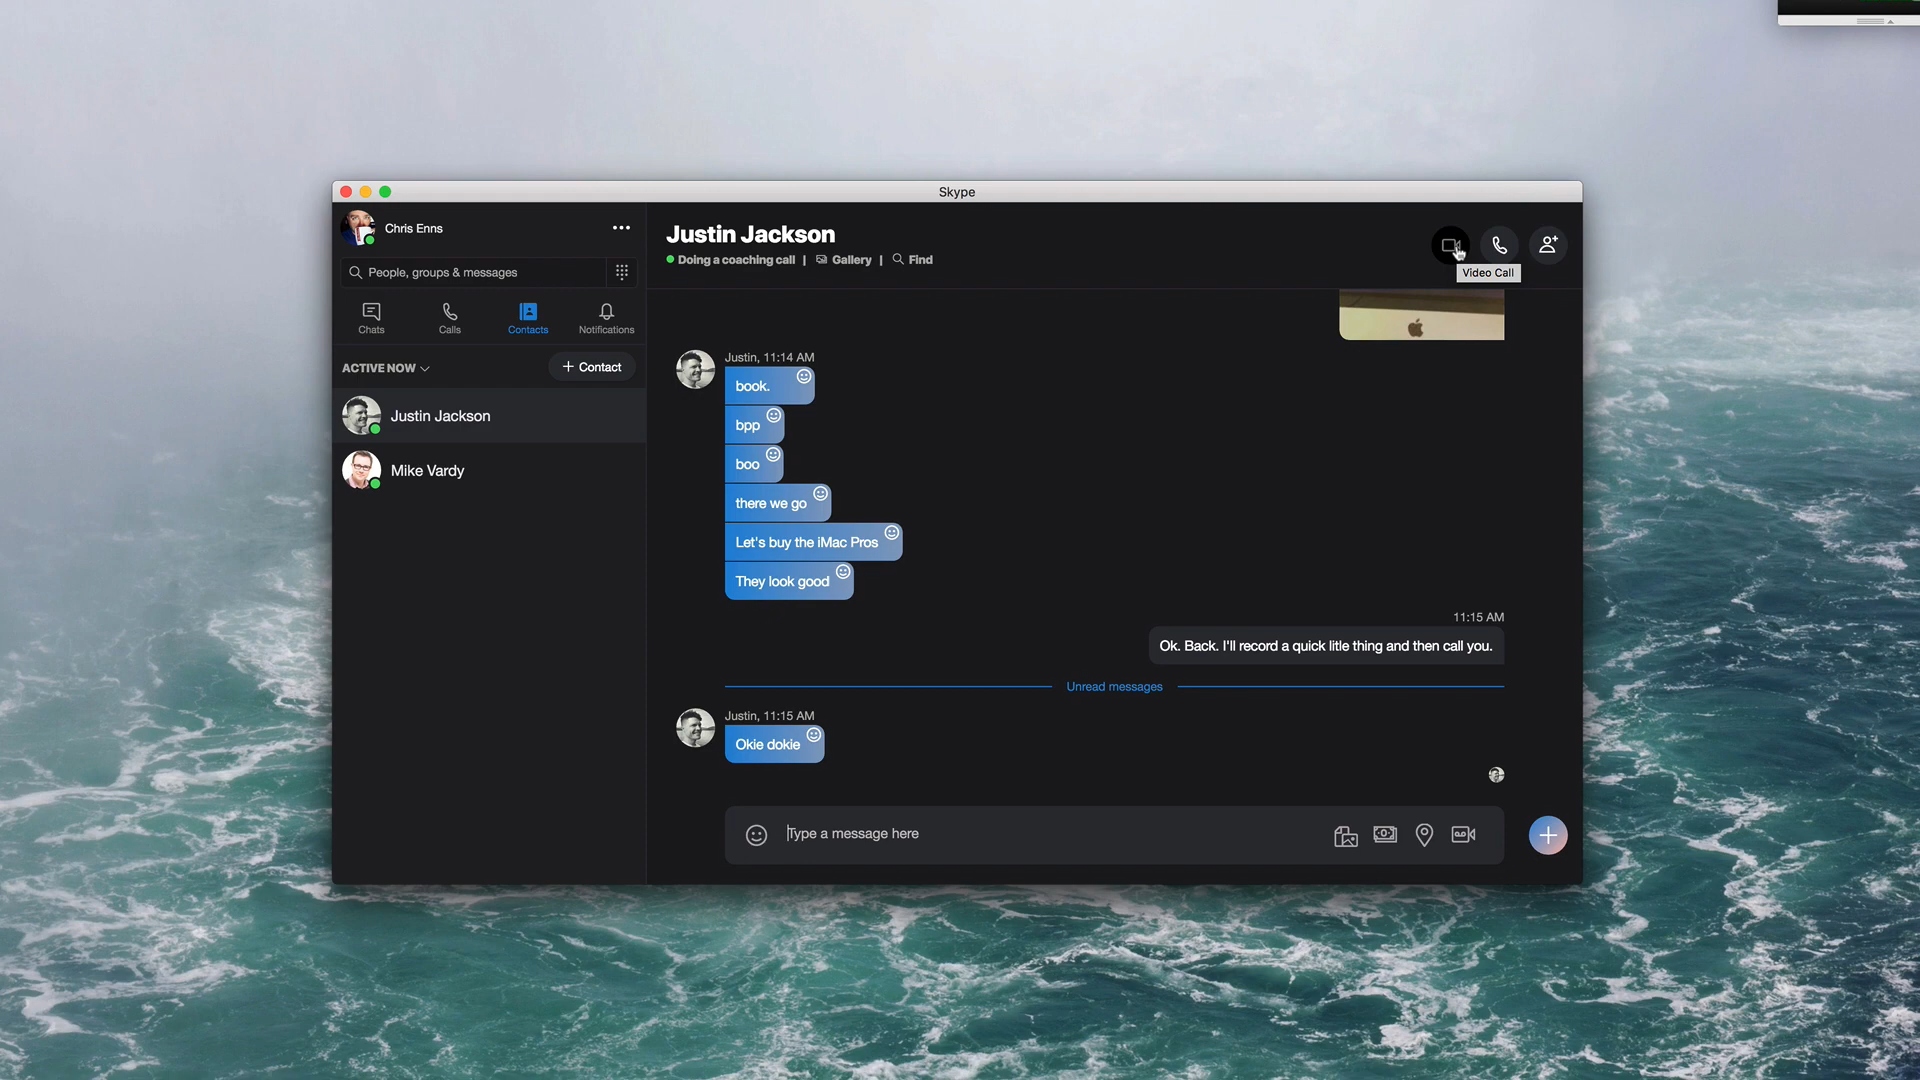 Skype
Chris Enns
People, groups & messages
Chats
Calls
Contacts
Notifications
ACTIVE NOW
+ Contact
Justin Jackson
Mike Vardy
Justin Jackson
Doing a coaching call | Gallery | Find
Video Call
Justin, 11:14 AM
book.
bpp
boo
there we go
Let's buy the iMac Pros
They look good
11:15 AM
Ok. Back. I'll record a quick litle thing and then call you.
Unread messages
Justin, 11:15 AM
Okie dokie
Type a message here